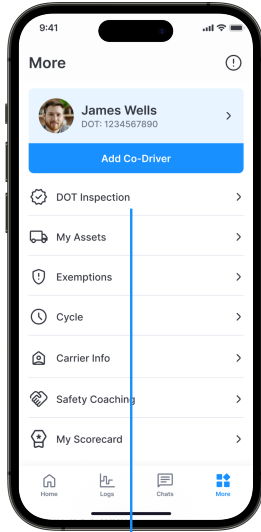 9:41
More
James Wells
DOT: 1234567890
Add Co-Driver
DOT Inspection
My Assets
Exemptions
Cycle
Carrier Info
Safety Coaching
My Scorecard
Home Logs Chats More